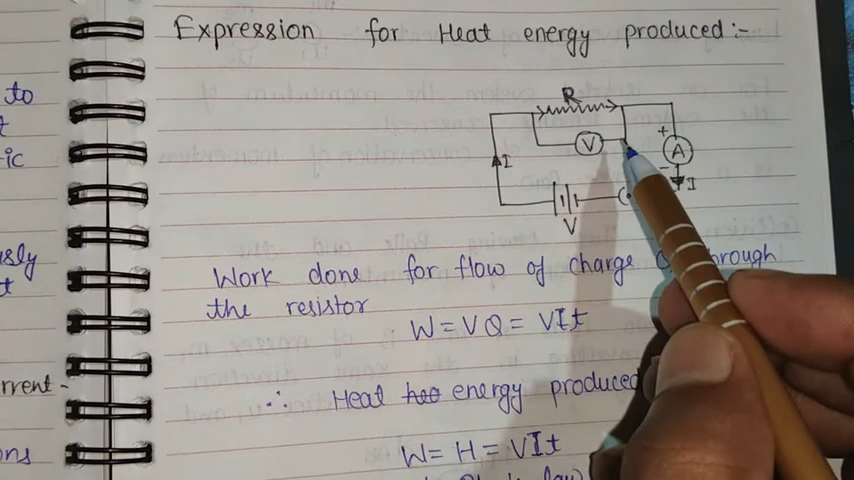 Expression for Heat energy produced :-
R
V
A
+
-
I
I
V
Work done for flow of charge through
the resistor
W = VQ = VIt
∴ Heat energy produced
W = H = VIt
to
t
ic
usly
t
rrent -
ons